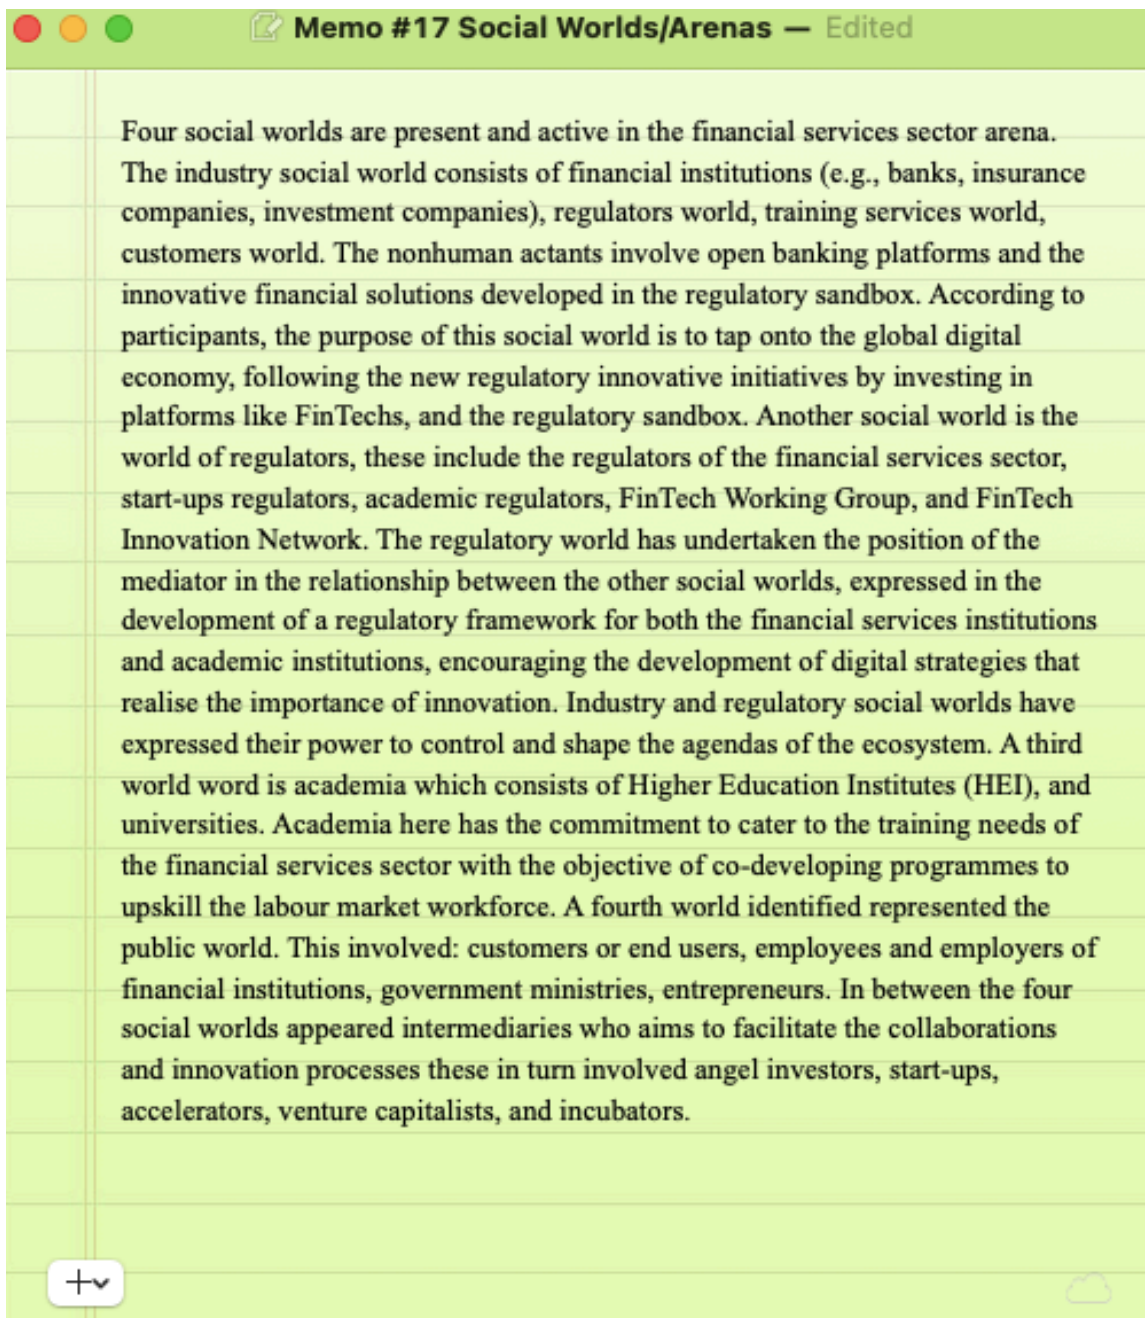 Memo #17 Social Worlds/Arenas — Edited
Four social worlds are present and active in the financial services sector arena.
The industry social world consists of financial institutions (e.g., banks, insurance
companies, investment companies), regulators world, training services world,
customers world. The nonhuman actants involve open banking platforms and the
innovative financial solutions developed in the regulatory sandbox. According to
participants, the purpose of this social world is to tap onto the global digital
economy, following the new regulatory innovative initiatives by investing in
platforms like FinTechs, and the regulatory sandbox. Another social world is the
world of regulators, these include the regulators of the financial services sector,
start-ups regulators, academic regulators, FinTech Working Group, and FinTech
Innovation Network. The regulatory world has undertaken the position of the
mediator in the relationship between the other social worlds, expressed in the
development of a regulatory framework for both the financial services institutions
and academic institutions, encouraging the development of digital strategies that
realise the importance of innovation. Industry and regulatory social worlds have
expressed their power to control and shape the agendas of the ecosystem. A third
world word is academia which consists of Higher Education Institutes (HEI), and
universities. Academia here has the commitment to cater to the training needs of
the financial services sector with the objective of co-developing programmes to
upskill the labour market workforce. A fourth world identified represented the
public world. This involved: customers or end users, employees and employers of
financial institutions, government ministries, entrepreneurs. In between the four
social worlds appeared intermediaries who aims to facilitate the collaborations
and innovation processes these in turn involved angel investors, start-ups,
accelerators, venture capitalists, and incubators.